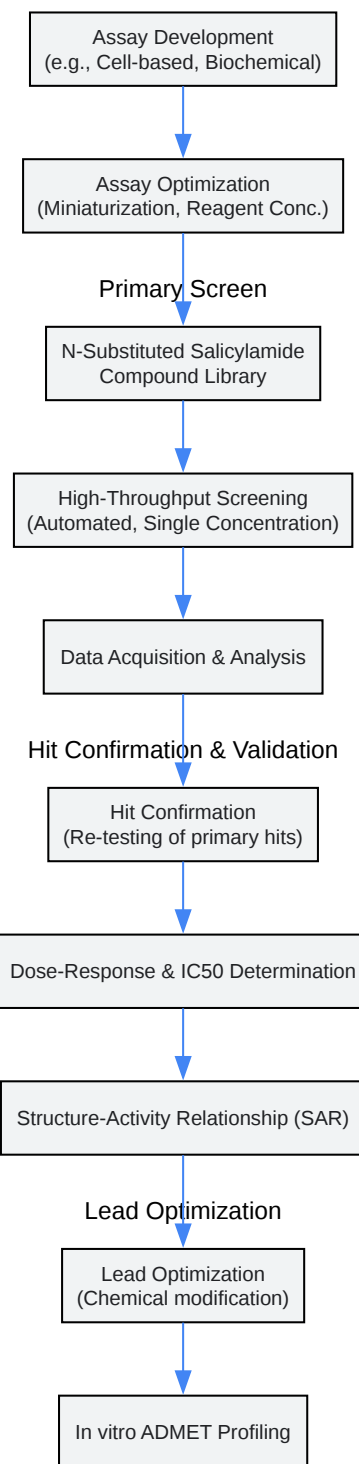 Assay Development
(e.g., Cell-based, Biochemical)
Assay Optimization
(Miniaturization, Reagent Conc.)
Primary Screen
N-Substituted Salicylamide
Compound Library
High-Throughput Screening
(Automated, Single Concentration)
Data Acquisition & Analysis
Hit Confirmation & Validation
Hit Confirmation
(Re-testing of primary hits)
Dose-Response & IC50 Determination
Structure-Activity Relationship (SAR)
Lead Optimization
Lead Optimization
(Chemical modification)
In vitro ADMET Profiling